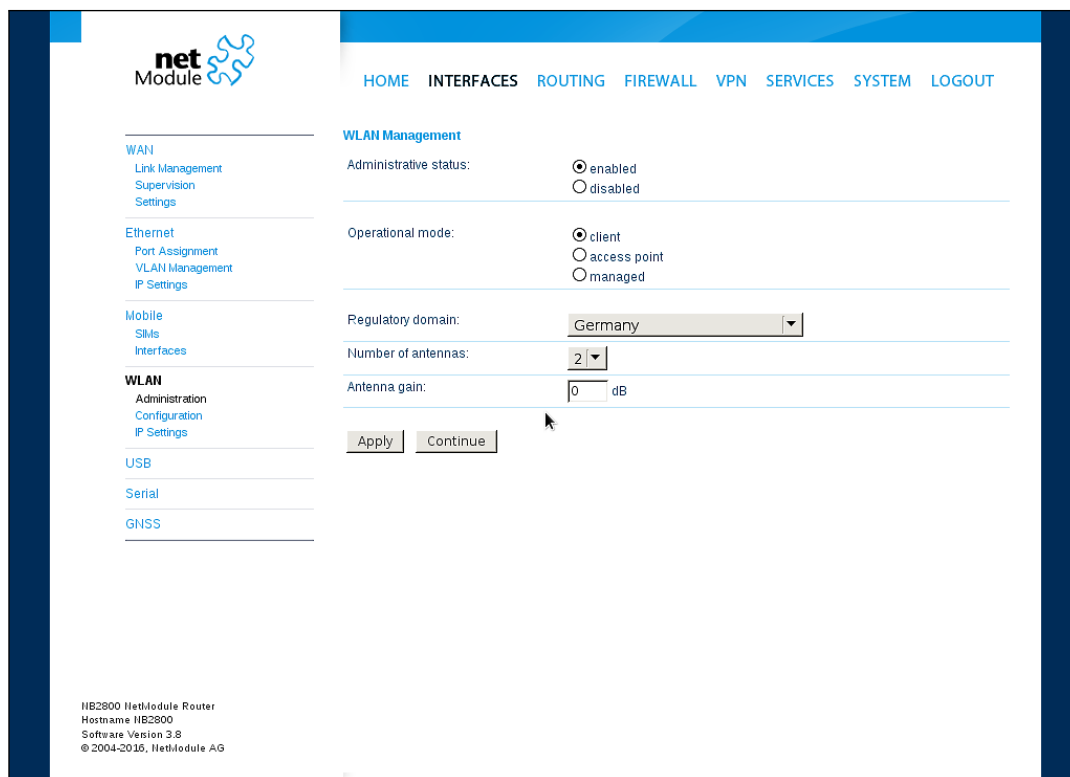 net
Module
HOME INTERFACES ROUTING FIREWALL VPN SERVICES SYSTEM LOGOUT
WAN
Link Management
Supervision
Settings
Ethernet
Port Assignment
VLAN Management
IP Settings
Mobile
SIMs
Interfaces
WLAN
Administration
Configuration
IP Settings
USB
Serial
GNSS
WLAN Management
Administrative status:
enabled
disabled
Operational mode:
client
access point
managed
Regulatory domain: Germany
Number of antennas: 2
Antenna gain: 0 dB
Apply Continue
NB2800 NetModule Router
Hostname NB2800
Software Version 3.8
© 2004-2016, NetModule AG